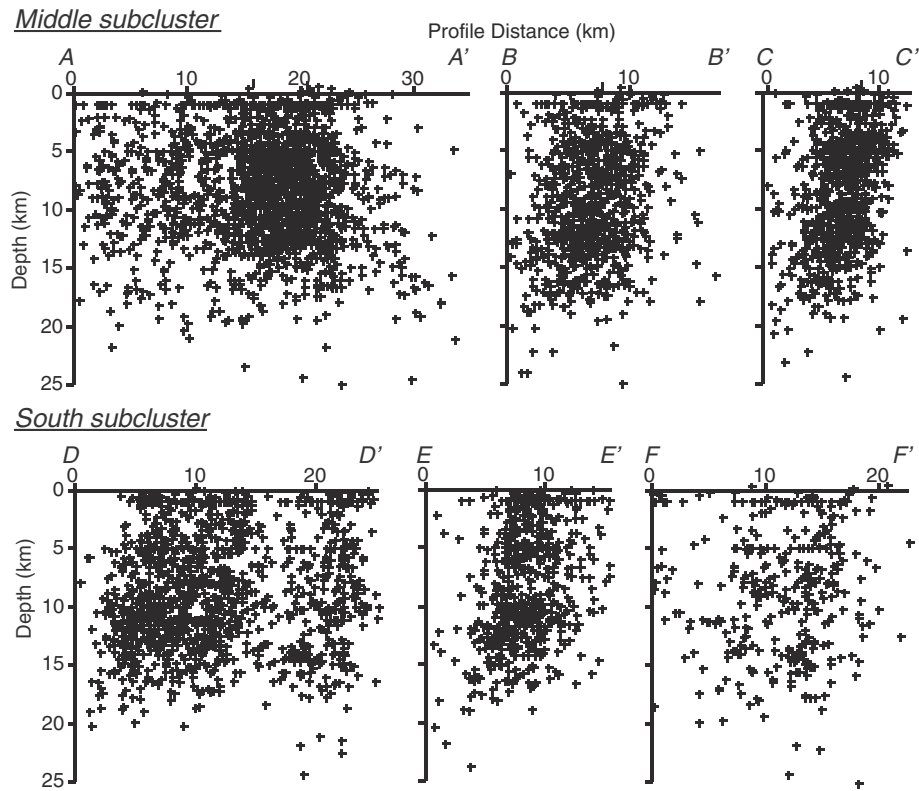 Middle subcluster
Profile Distance (km)
A A’ B B’ C C’
0 10 20 30 0 10 0 10
0
5
10
15
20
25
Depth (km)
South subcluster
D D’ E E’ F F’
0 10 20 0 10 0 10 20
0
5
10
15
20
25
Depth (km)